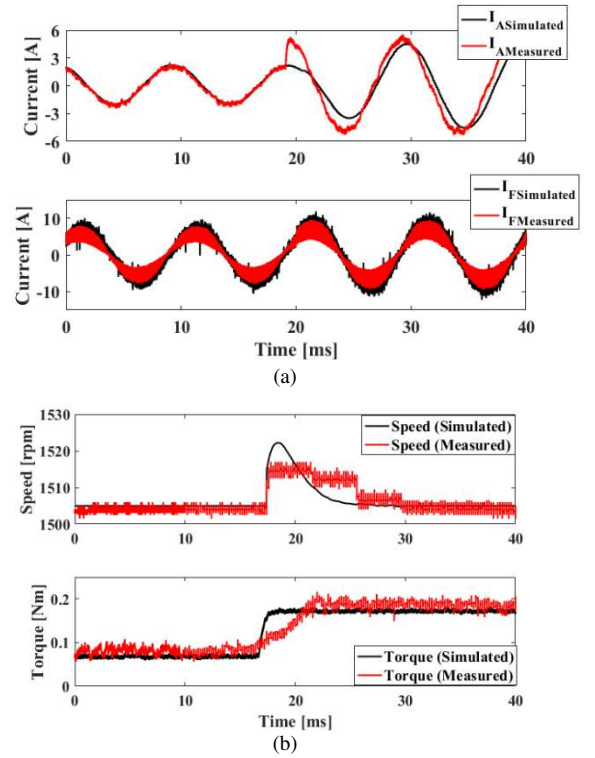 Current [A]
6
3
0
-3
-6
I_ASimulated
I_AMeasured
0 10 20 30 40
Current [A]
10
0
-10
I_FSimulated
I_FMeasured
0 10 20 30 40
Time [ms]
(a)
Speed [rpm]
1530
1520
1510
1500
Speed (Simulated)
Speed (Measured)
0 10 20 30 40
Torque [Nm]
0.2
0.1
0
Torque (Simulated)
Torque (Measured)
0 10 20 30 40
Time [ms]
(b)